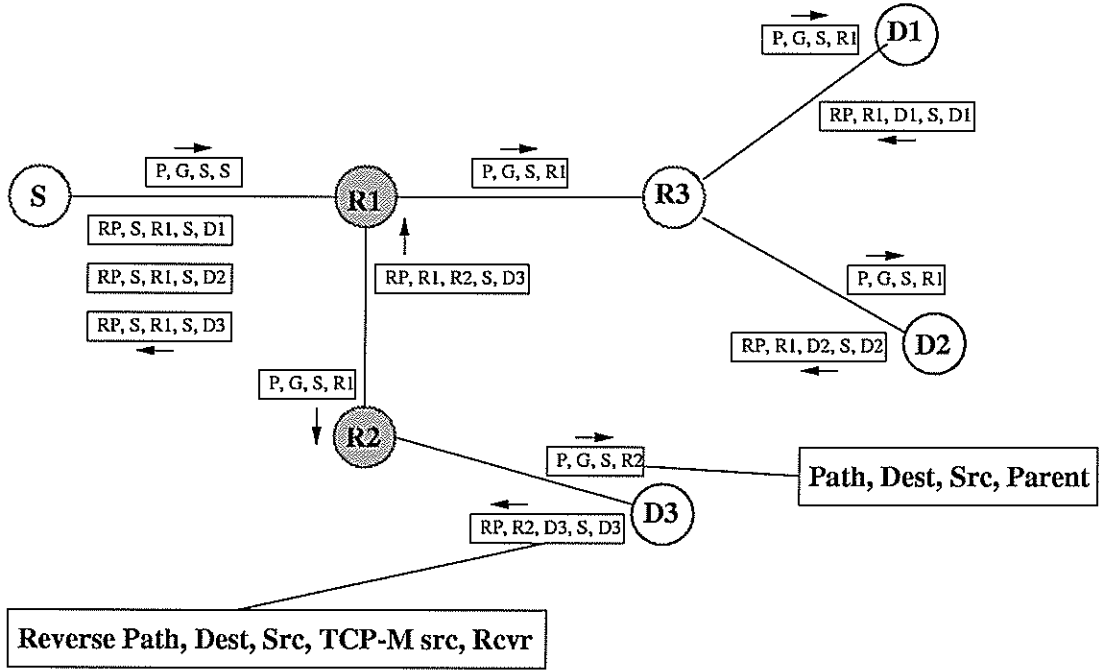 D1
P, G, S, R1
RP, R1, D1, S, D1
P, G, S, S
P, G, S, R1
S
R1
R3
RP, S, R1, S, D1
RP, S, R1, S, D2
RP, S, R1, S, D3
RP, R1, R2, S, D3
P, G, S, R1
RP, R1, D2, S, D2
D2
P, G, S, R1
R2
P, G, S, R2
Path, Dest, Src, Parent
D3
RP, R2, D3, S, D3
Reverse Path, Dest, Src, TCP-M src, Rcvr